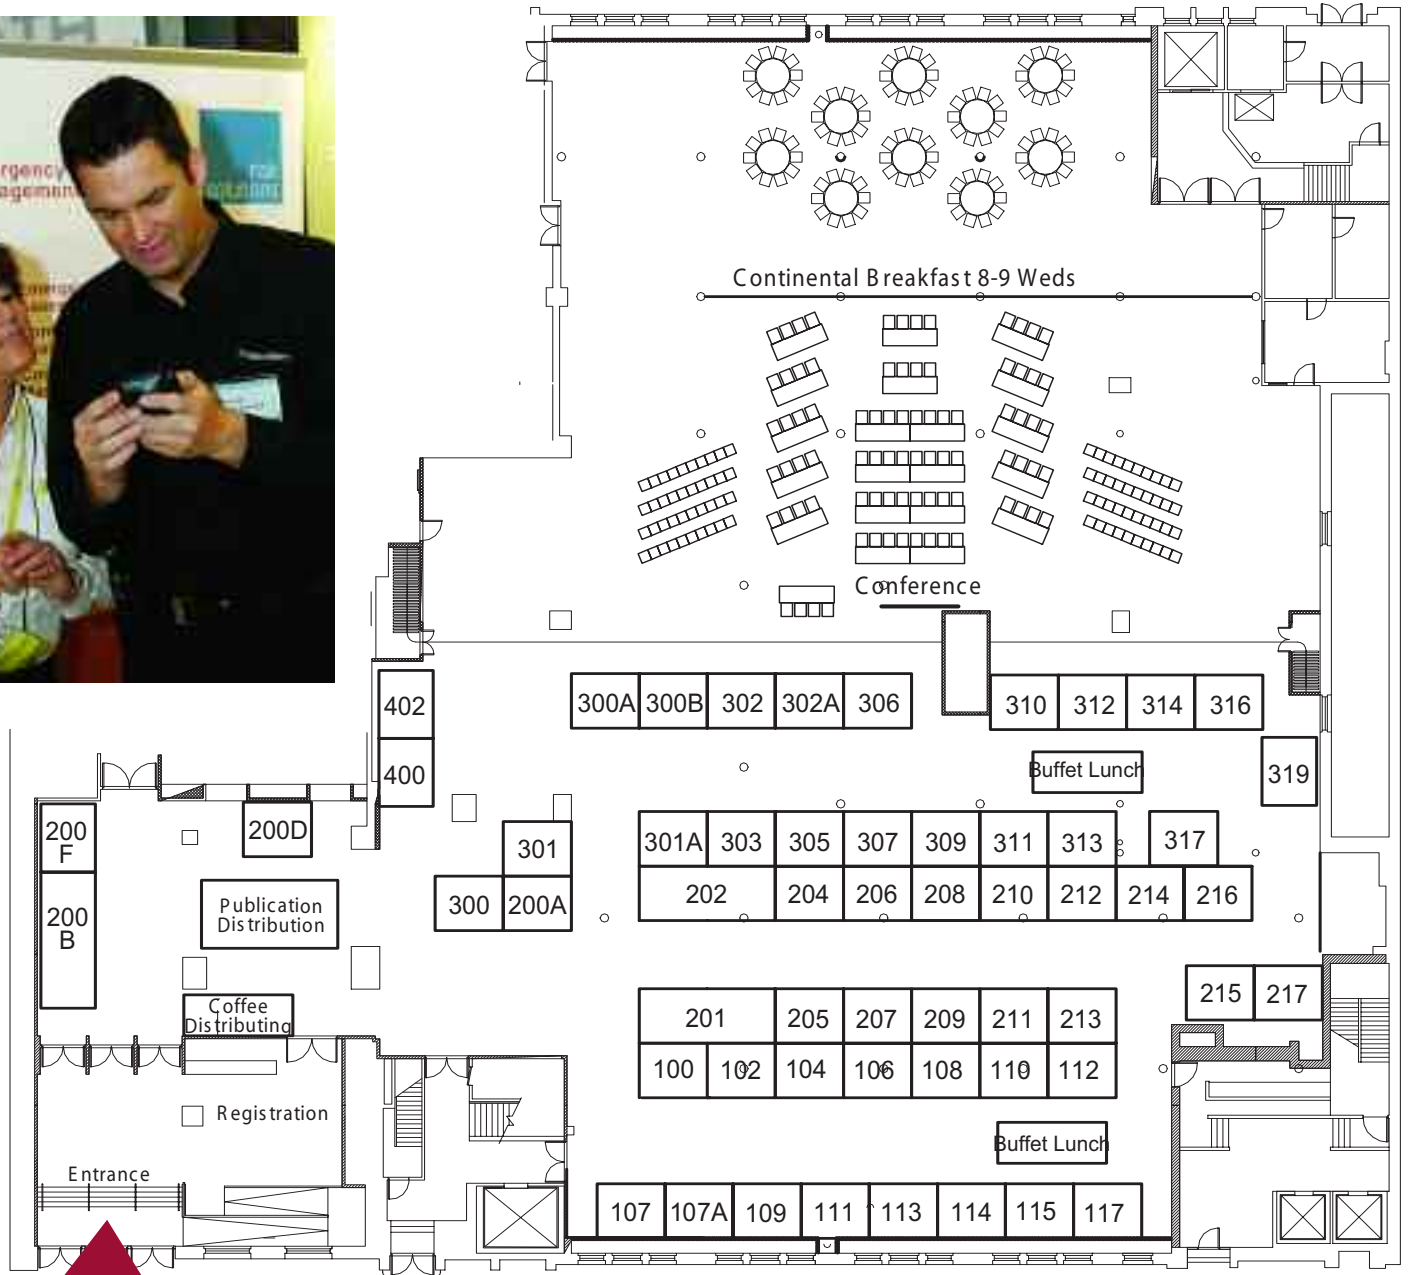 Continental Breakfast 8-9 Weds
Conference
402
400
300A 300B 302 302A 306
310 312 314 316
Buffet Lunch
319
200
F
200D
301
301A 303 305 307 309 311 313
317
200
B
Publication
Distribution
300 200A
202 204 206 208 210 212 214 216
Coffee
Distributing
201 205 207 209 211 213
215 217
100 102 104 106 108 110 112
Registration
Buffet Lunch
Entrance
107 107A 109 111 113 114 115 117